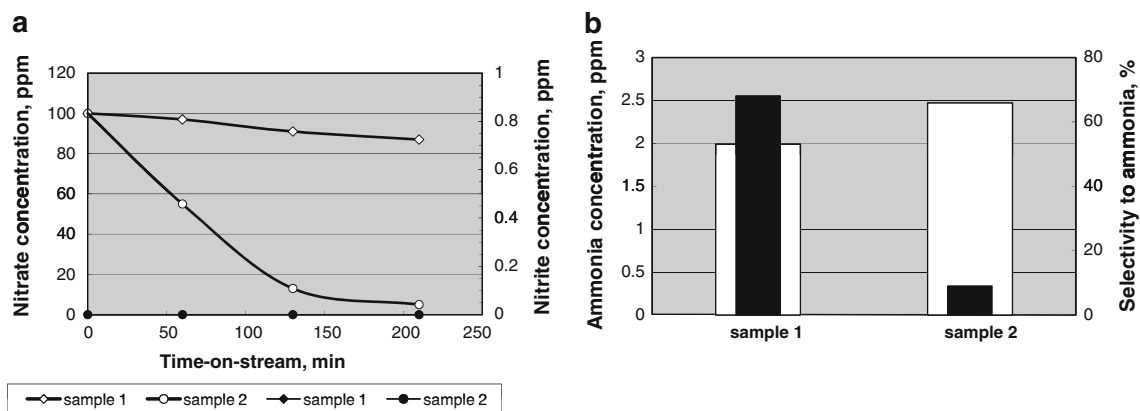 a
Nitrate concentration, ppm
120
100
80
60
40
20
0
1
0.8
0.6
0.4
0.2
0
Nitrite concentration, ppm
0 50 100 150 200 250
Time-on-stream, min
sample 1 sample 2 sample 1 sample 2
b
Ammonia concentration, ppm
3
2.5
2
1.5
1
0.5
0
80
60
40
20
0
Selectivity to ammonia, %
sample 1 sample 2